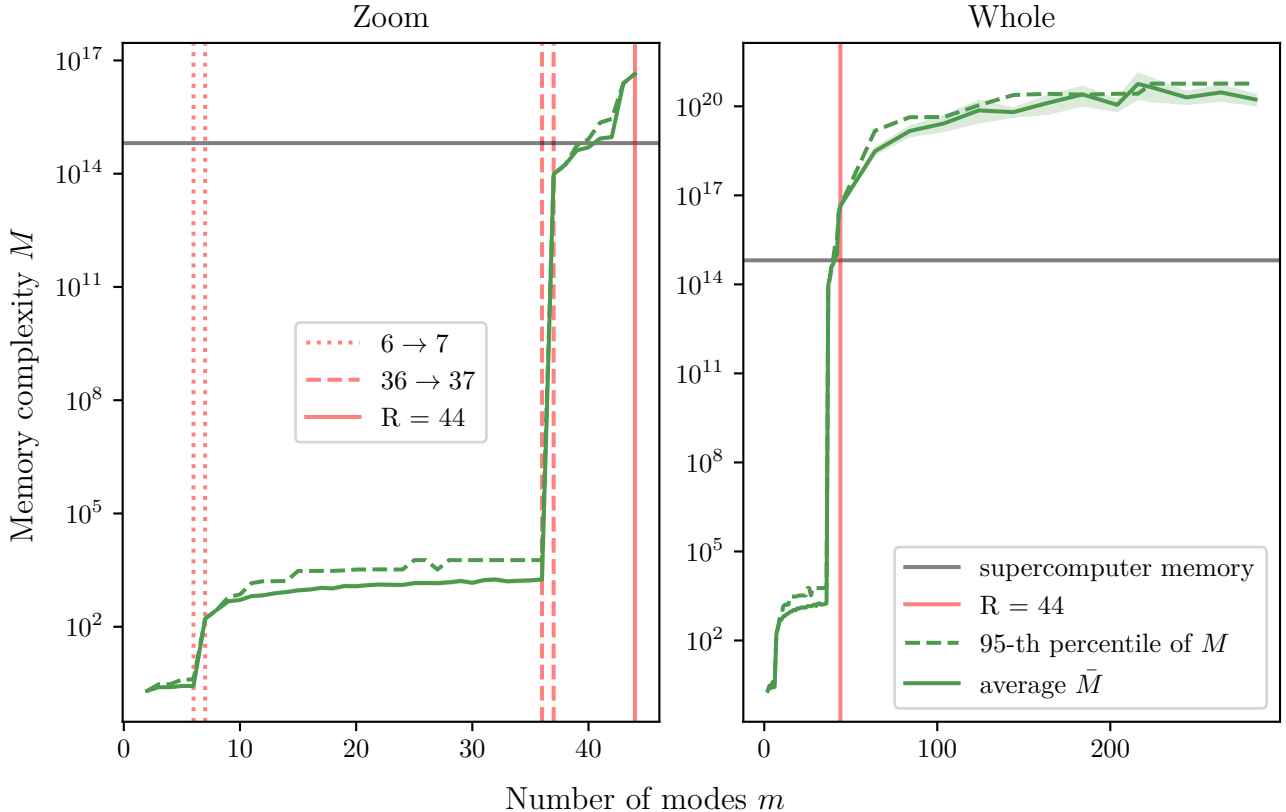 Zoom
Whole
Memory complexity M
10^17
10^14
10^11
10^8
10^5
10^2
6 → 7
36 → 37
R = 44
0
10
20
30
40
10^20
10^17
10^14
10^11
10^8
10^5
10^2
supercomputer memory
R = 44
95-th percentile of M
average M̄
0
100
200
Number of modes m